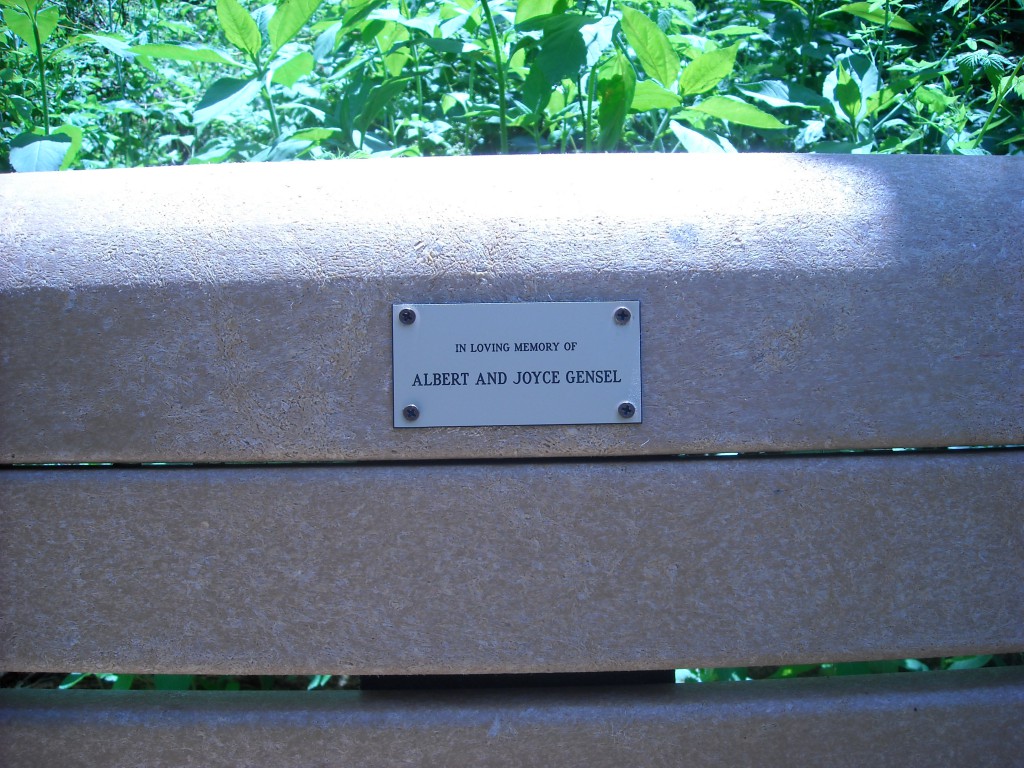 IN LOVING MEMORY OF
ALBERT AND JOYCE GENSEL